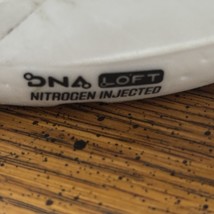 DNA LOFT
NITROGEN INJECTED